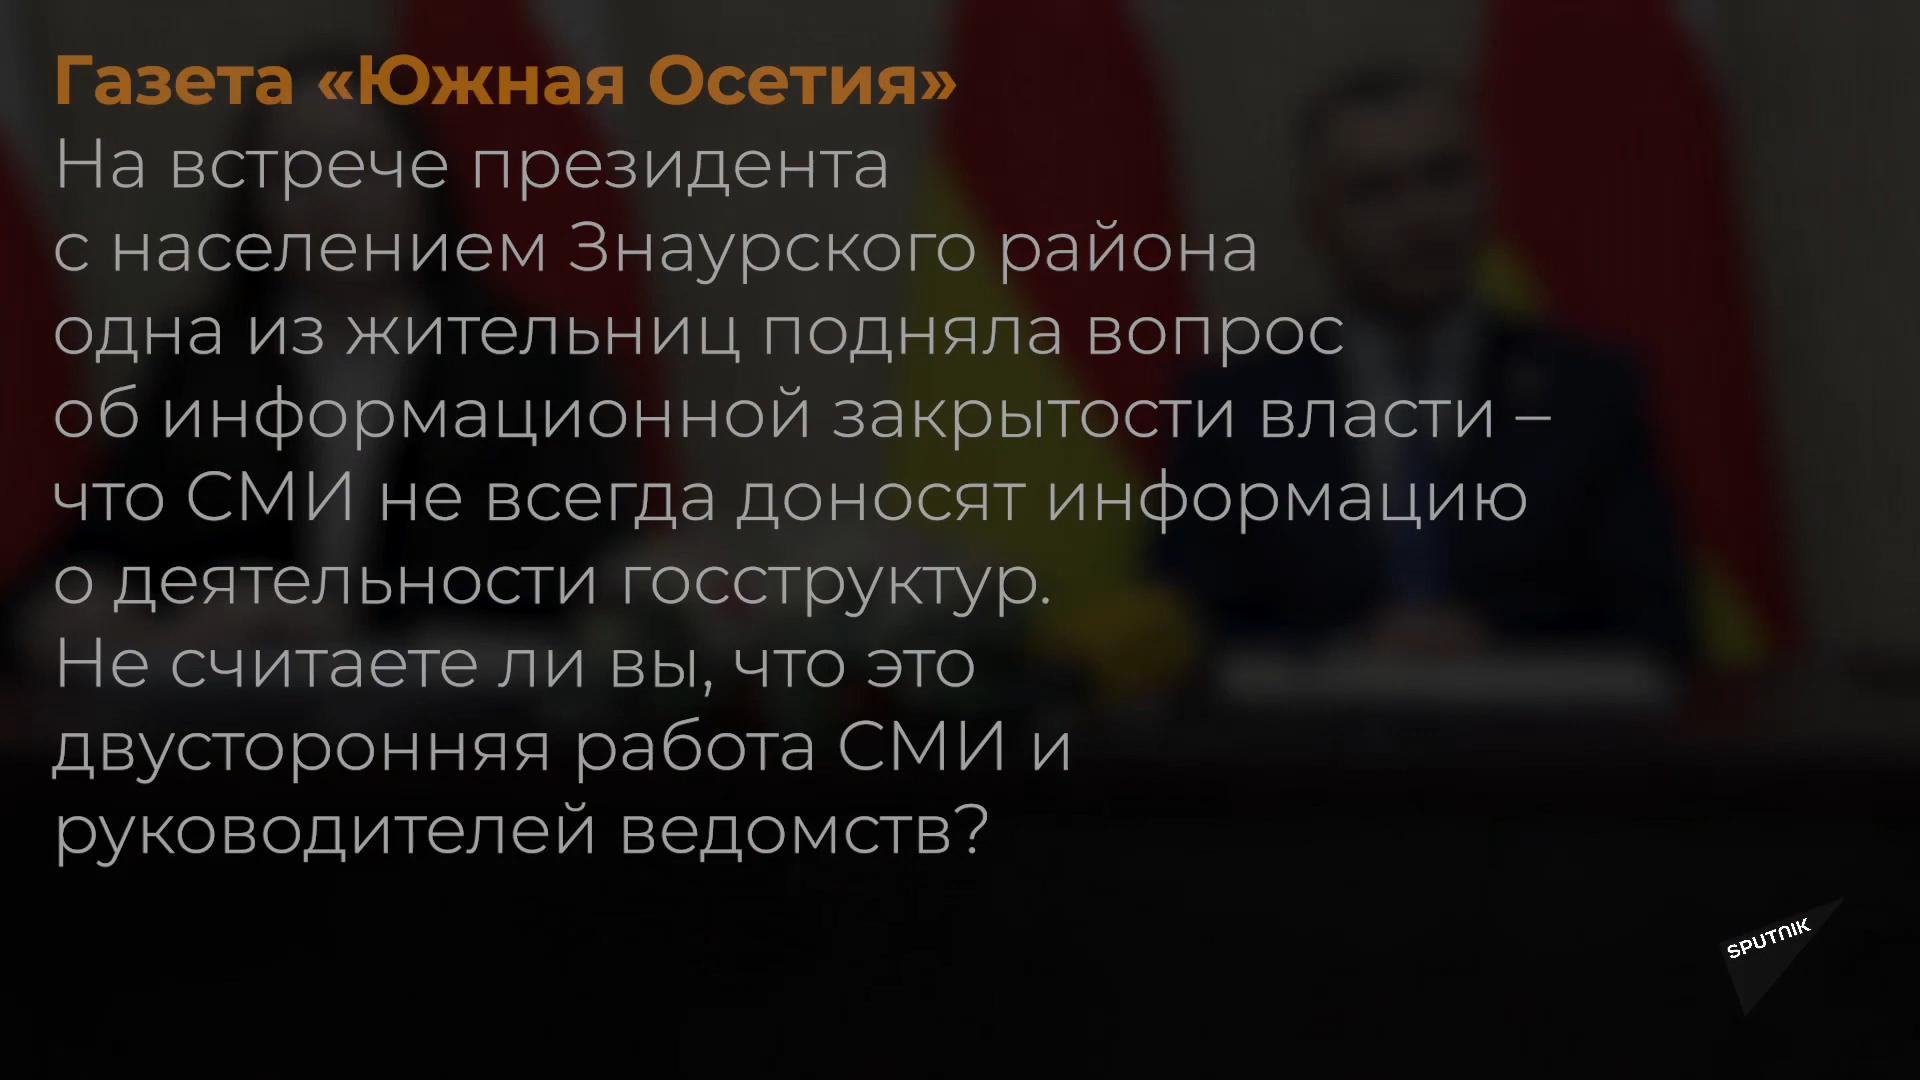 Газета «Южная Осетия»
На встрече президента
с населением Знаурского района
одна из жительниц подняла вопрос
об информационной закрытости власти –
что СМИ не всегда доносят информацию
о деятельности госструктур.
Не считаете ли вы, что это
двусторонняя работа СМИ и
руководителей ведомств?
SPUTNIK